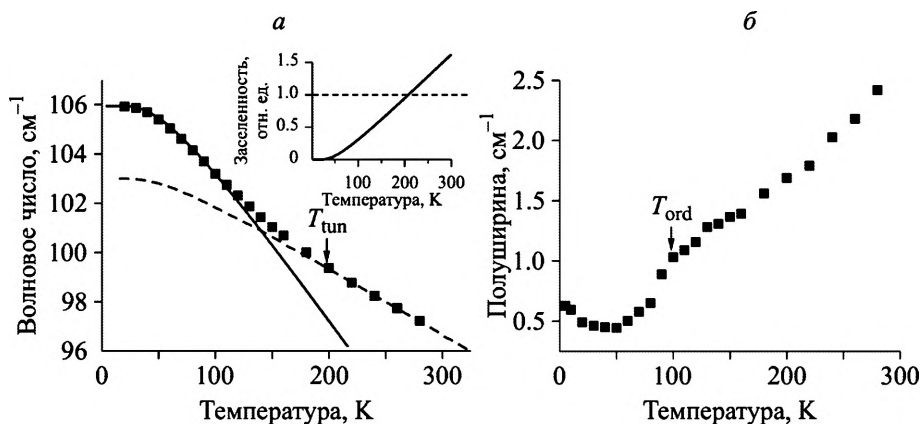 а
б
Заселенность,
отн. ед.
1.5
1.0
0.5
0
100
200
300
Температура, K
Волновое число, см⁻¹
106
104
102
100
98
96
T_tun
0
100
200
300
Температура, K
Полуширина, см⁻¹
2.5
2.0
1.5
1.0
0.5
T_ord
0
100
200
300
Температура, K